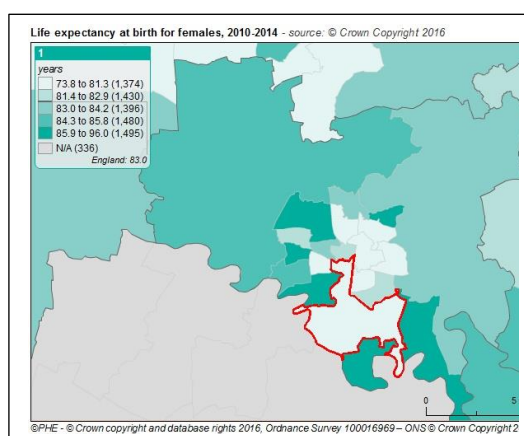 Life expectancy at birth for females, 2010-2014 - source: © Crown Copyright 2016
1
years
73.8 to 81.3 (1,374)
81.4 to 82.9 (1,430)
83.0 to 84.2 (1,396)
84.3 to 85.8 (1,480)
85.9 to 96.0 (1,495)
N/A (336)
England: 83.0
0 5
©PHE - © Crown copyright and database rights 2016, Ordnance Survey 100016969 – ONS © Crown Copyright 2